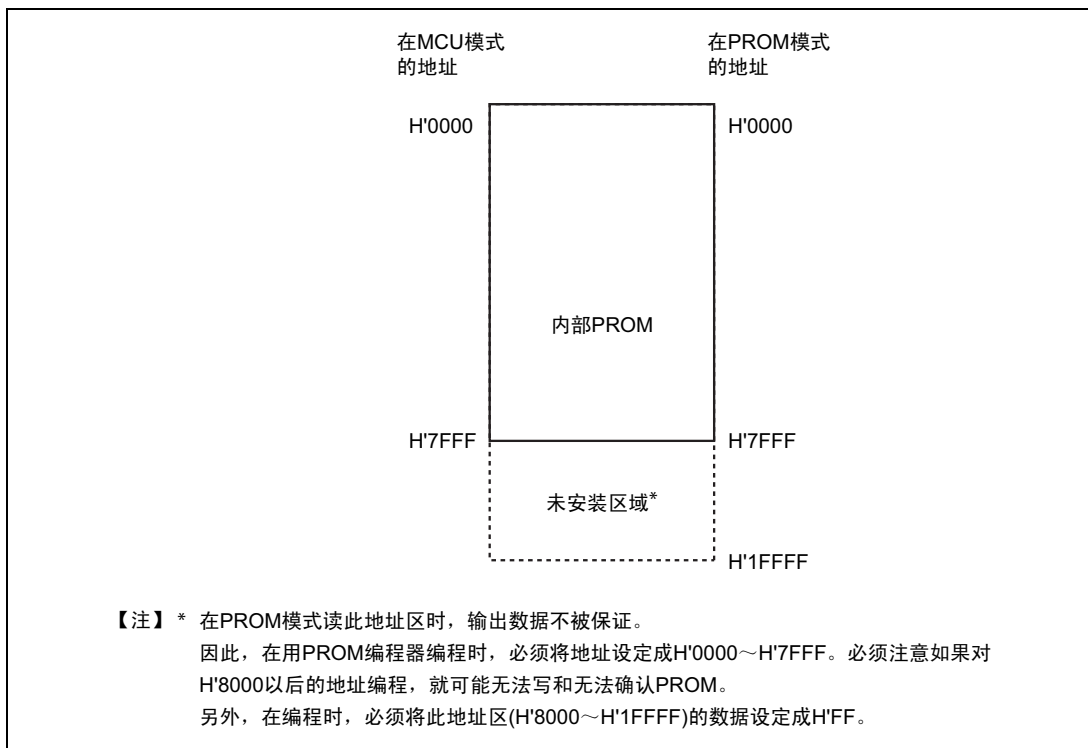 在MCU模式
的地址
在PROM模式
的地址
H'0000
H'0000
内部PROM
H'7FFF
H'7FFF
未安装区域*
H'1FFFF
【注】 * 在PROM模式读此地址区时，输出数据不被保证。
因此，在用PROM编程器编程时，必须将地址设定成H'0000～H'7FFF。必须注意如果对
H'8000以后的地址编程，就可能无法写和无法确认PROM。
另外，在编程时，必须将此地址区(H'8000～H'1FFFF)的数据设定成H'FF。